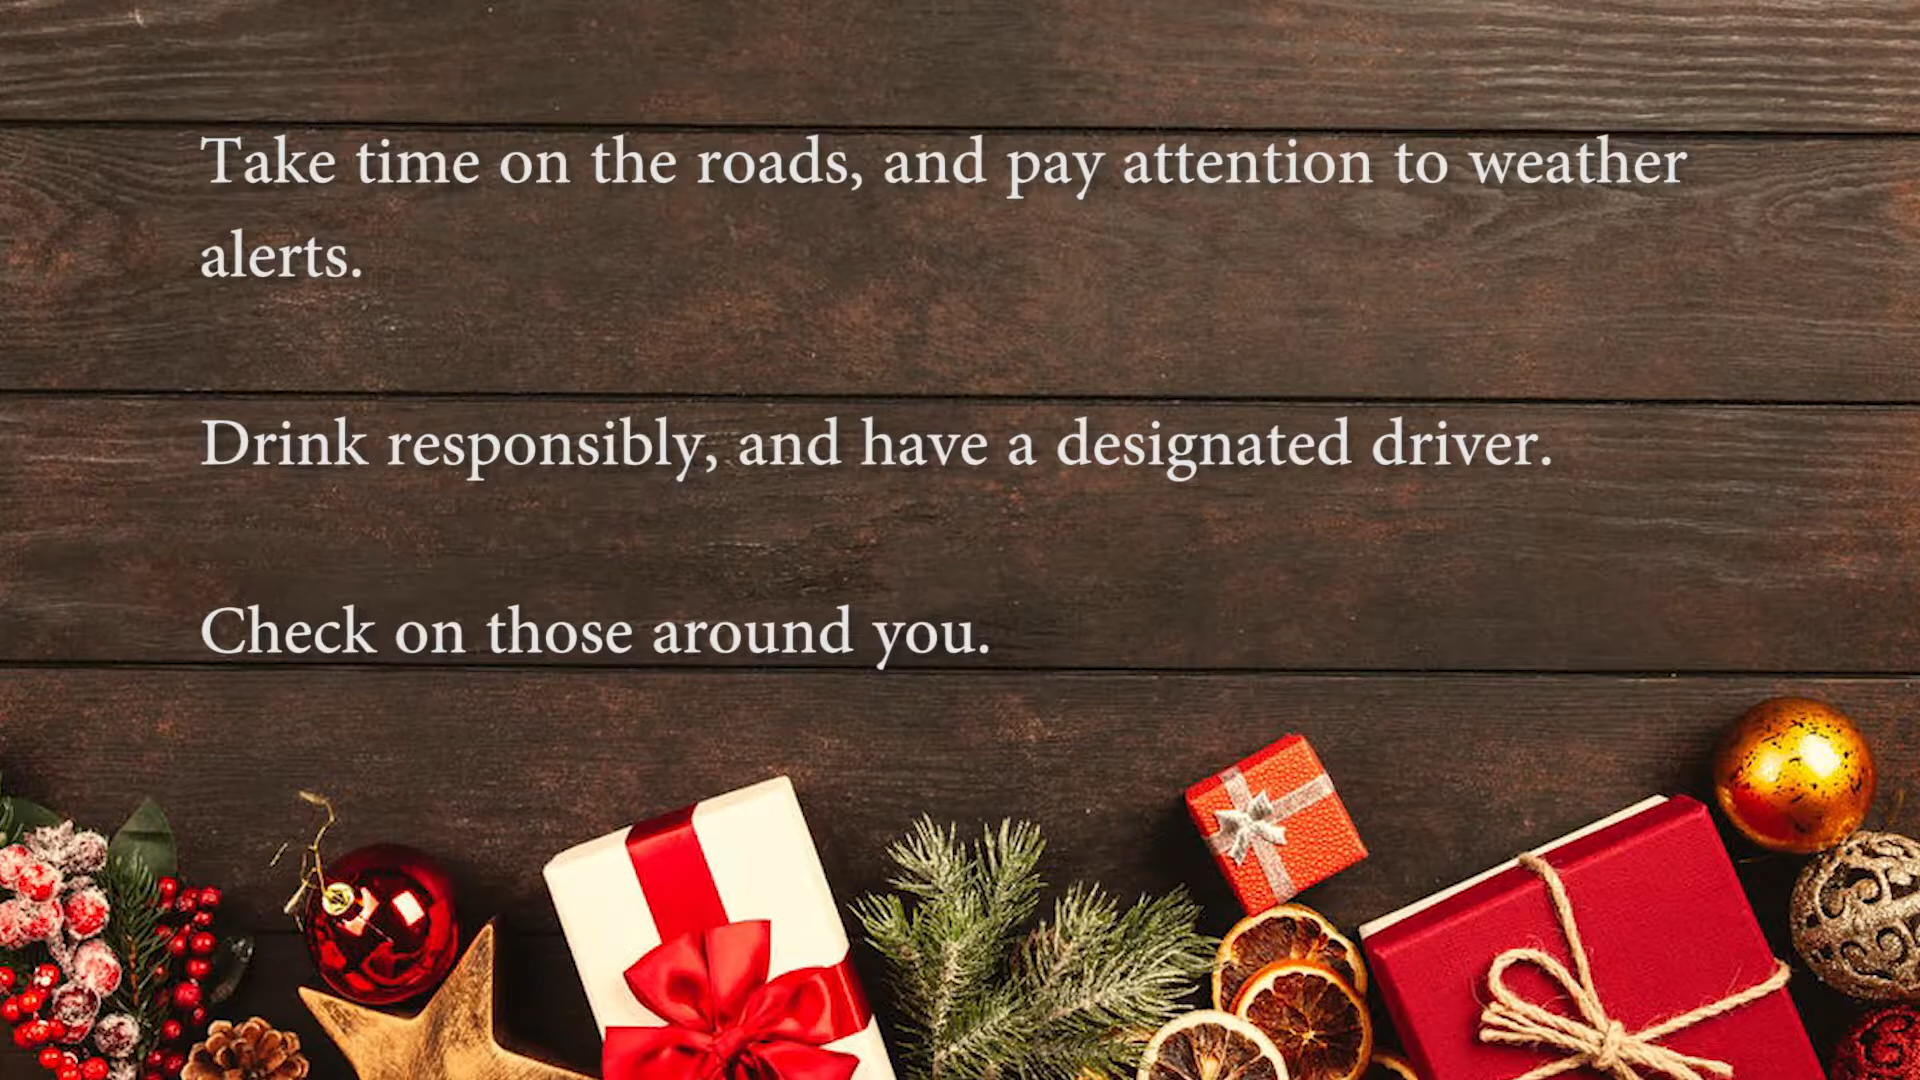 Take time on the roads, and pay attention to weather
alerts.
Drink responsibly, and have a designated driver.
Check on those around you.